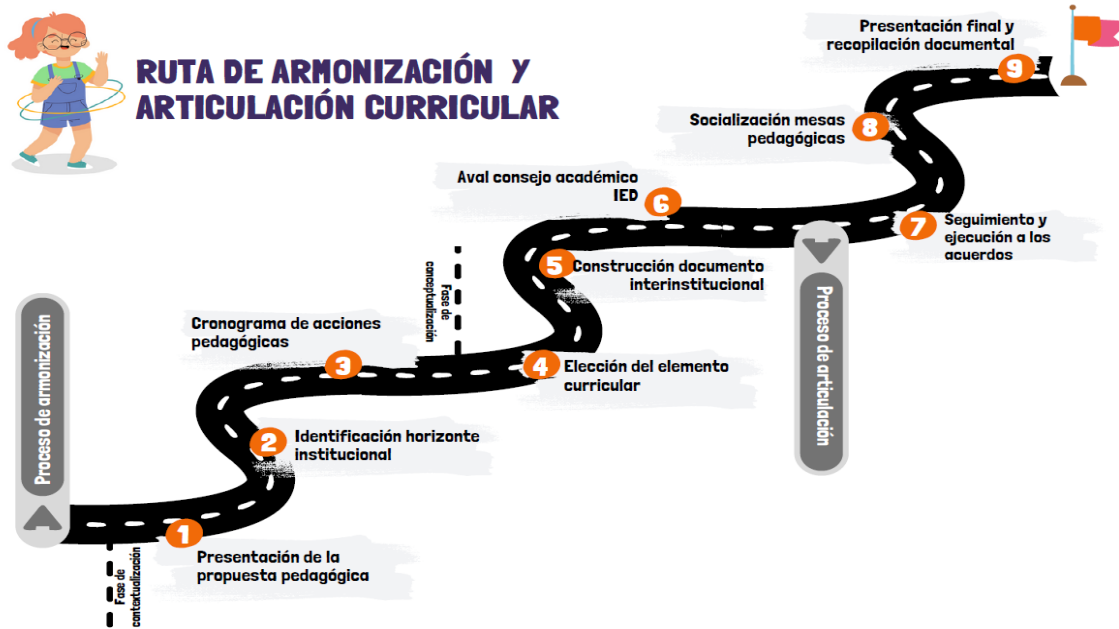 RUTA DE ARMONIZACIÓN Y
ARTICULACIÓN CURRICULAR
Presentación final y
recopilación documental
9
Socialización mesas
pedagógicas
8
Aval consejo académico
IED
6
7
Seguimiento y
ejecución a los
acuerdos
5
Construcción documento
interinstitucional
Fase de
conceptualización
Proceso de articulación
Cronograma de acciones
pedagógicas
3
4
Elección del elemento
curricular
Proceso de armonización
2
Identificación horizonte
institucional
1
Presentación de la
propuesta pedagógica
Fase de
contextualización